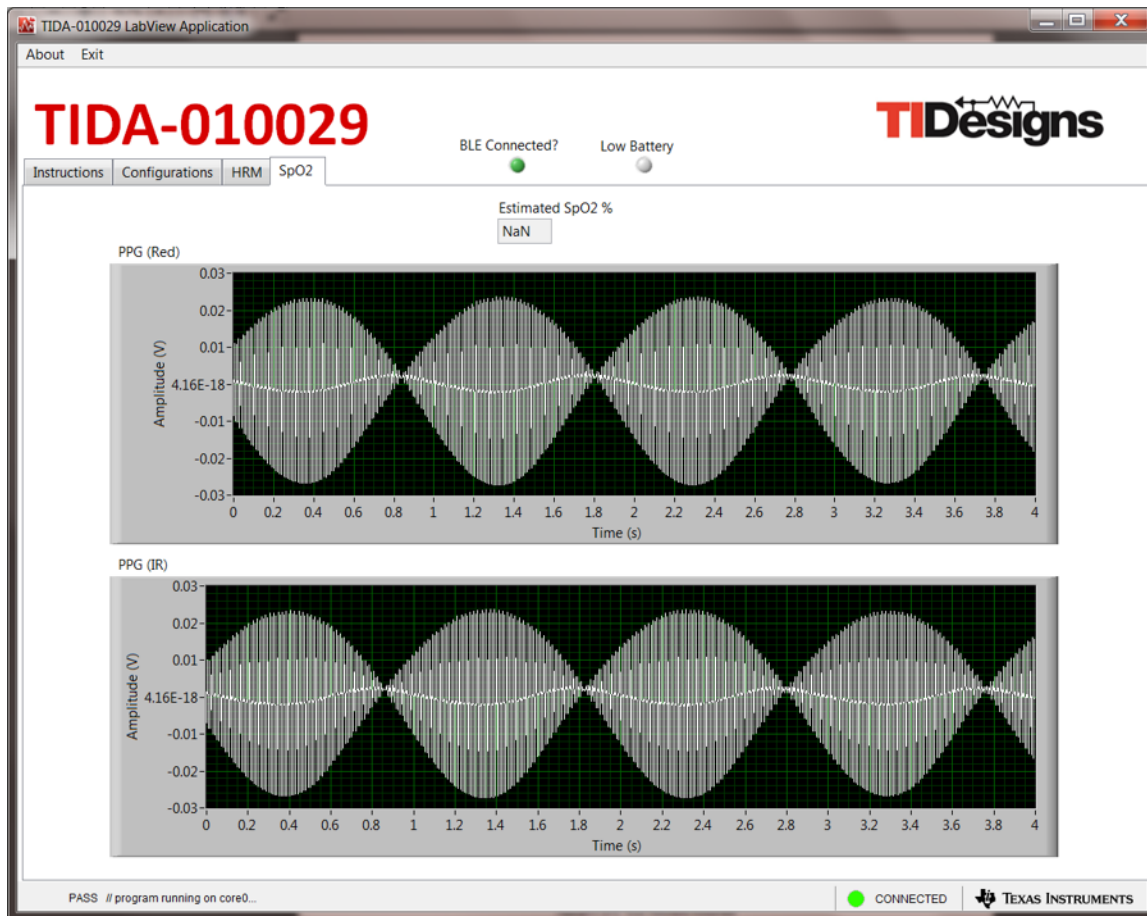 TIDA-010029 LabView Application
About Exit
TIDA-010029
TIDesigns
BLE Connected? Low Battery
Instructions Configurations HRM SpO2
Estimated SpO2 %
NaN
PPG (Red)
0.03
0.02
0.01
4.16E-18
-0.01
-0.02
-0.03
Amplitude (V)
0 0.2 0.4 0.6 0.8 1 1.2 1.4 1.6 1.8 2 2.2 2.4 2.6 2.8 3 3.2 3.4 3.6 3.8 4
Time (s)
PPG (IR)
0.03
0.02
0.01
4.16E-18
-0.01
-0.02
-0.03
Amplitude (V)
0 0.2 0.4 0.6 0.8 1 1.2 1.4 1.6 1.8 2 2.2 2.4 2.6 2.8 3 3.2 3.4 3.6 3.8 4
Time (s)
PASS // program running on core0... CONNECTED TEXAS INSTRUMENTS